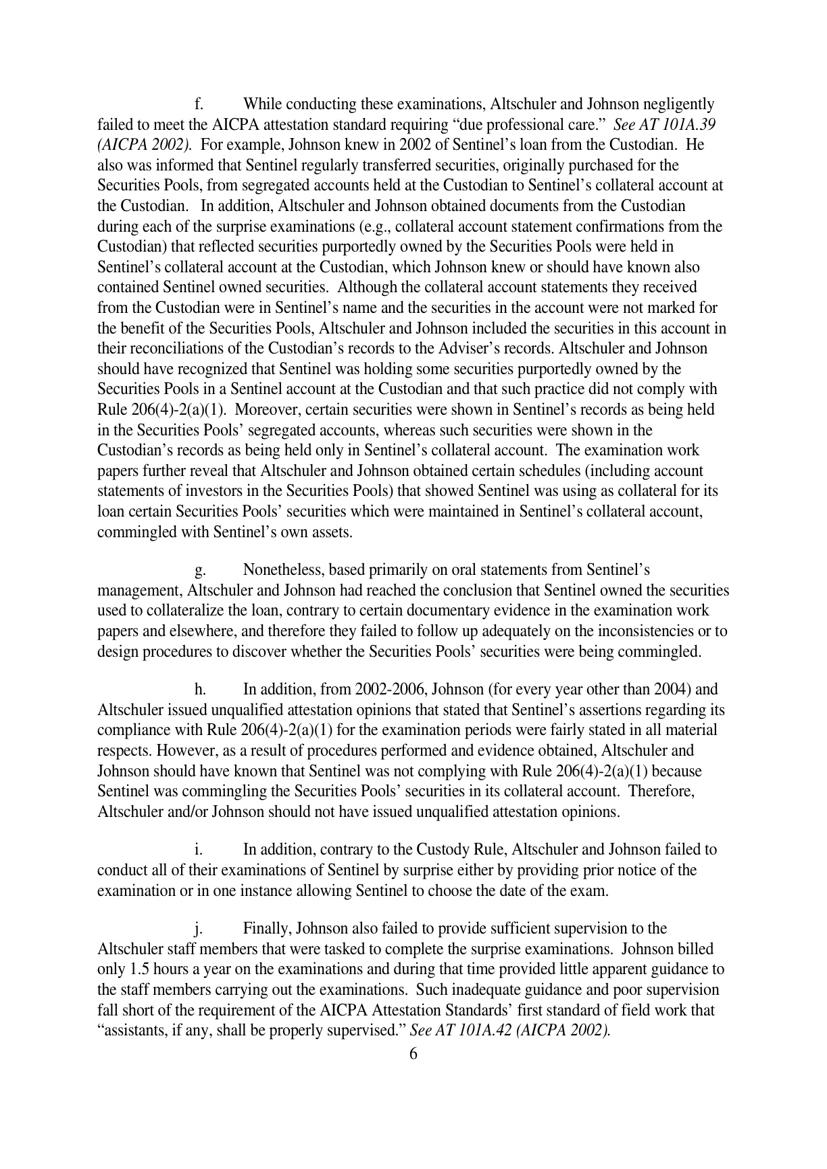 f. While conducting these examinations, Altschuler and Johnson negligently
failed to meet the AICPA attestation standard requiring “due professional care.” See AT 101A.39
(AICPA 2002). For example, Johnson knew in 2002 of Sentinel’s loan from the Custodian. He
also was informed that Sentinel regularly transferred securities, originally purchased for the
Securities Pools, from segregated accounts held at the Custodian to Sentinel’s collateral account at
the Custodian. In addition, Altschuler and Johnson obtained documents from the Custodian
during each of the surprise examinations (e.g., collateral account statement confirmations from the
Custodian) that reflected securities purportedly owned by the Securities Pools were held in
Sentinel’s collateral account at the Custodian, which Johnson knew or should have known also
contained Sentinel owned securities. Although the collateral account statements they received
from the Custodian were in Sentinel’s name and the securities in the account were not marked for
the benefit of the Securities Pools, Altschuler and Johnson included the securities in this account in
their reconciliations of the Custodian’s records to the Adviser’s records. Altschuler and Johnson
should have recognized that Sentinel was holding some securities purportedly owned by the
Securities Pools in a Sentinel account at the Custodian and that such practice did not comply with
Rule 206(4)-2(a)(1). Moreover, certain securities were shown in Sentinel’s records as being held
in the Securities Pools’ segregated accounts, whereas such securities were shown in the
Custodian’s records as being held only in Sentinel’s collateral account. The examination work
papers further reveal that Altschuler and Johnson obtained certain schedules (including account
statements of investors in the Securities Pools) that showed Sentinel was using as collateral for its
loan certain Securities Pools’ securities which were maintained in Sentinel’s collateral account,
commingled with Sentinel’s own assets.
g. Nonetheless, based primarily on oral statements from Sentinel’s
management, Altschuler and Johnson had reached the conclusion that Sentinel owned the securities
used to collateralize the loan, contrary to certain documentary evidence in the examination work
papers and elsewhere, and therefore they failed to follow up adequately on the inconsistencies or to
design procedures to discover whether the Securities Pools’ securities were being commingled.
h. In addition, from 2002-2006, Johnson (for every year other than 2004) and
Altschuler issued unqualified attestation opinions that stated that Sentinel’s assertions regarding its
compliance with Rule 206(4)-2(a)(1) for the examination periods were fairly stated in all material
respects. However, as a result of procedures performed and evidence obtained, Altschuler and
Johnson should have known that Sentinel was not complying with Rule 206(4)-2(a)(1) because
Sentinel was commingling the Securities Pools’ securities in its collateral account. Therefore,
Altschuler and/or Johnson should not have issued unqualified attestation opinions.
i. In addition, contrary to the Custody Rule, Altschuler and Johnson failed to
conduct all of their examinations of Sentinel by surprise either by providing prior notice of the
examination or in one instance allowing Sentinel to choose the date of the exam.
j. Finally, Johnson also failed to provide sufficient supervision to the
Altschuler staff members that were tasked to complete the surprise examinations. Johnson billed
only 1.5 hours a year on the examinations and during that time provided little apparent guidance to
the staff members carrying out the examinations. Such inadequate guidance and poor supervision
fall short of the requirement of the AICPA Attestation Standards’ first standard of field work that
“assistants, if any, shall be properly supervised.” See AT 101A.42 (AICPA 2002).
6